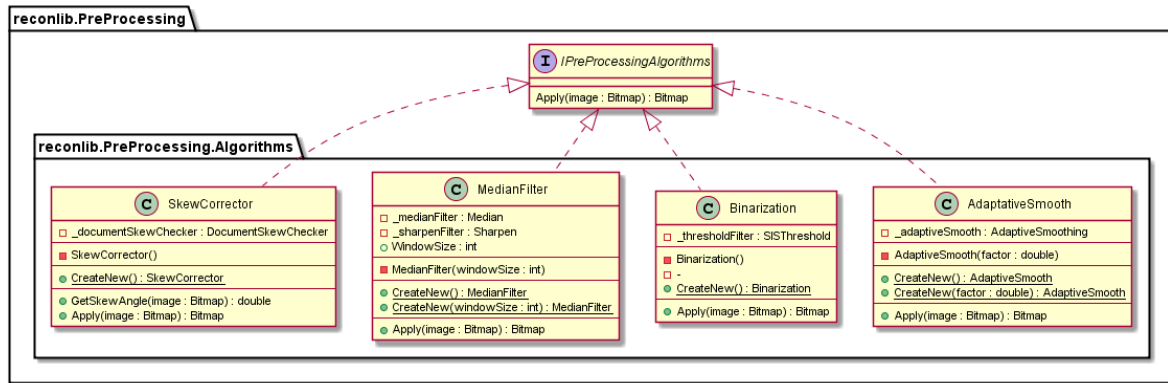 reconlib.PreProcessing
I IPreProcessingAlgorithms
Apply(image : Bitmap) : Bitmap
reconlib.PreProcessing.Algorithms
C SkewCorrector
_documentSkewChecker : DocumentSkewChecker
SkewCorrector()
CreateNew() : SkewCorrector
GetSkewAngle(image : Bitmap) : double
Apply(image : Bitmap) : Bitmap
C MedianFilter
_medianFilter : Median
_sharpenFilter : Sharpen
WindowSize : int
MedianFilter(windowSize : int)
CreateNew() : MedianFilter
CreateNew(windowSize : int) : MedianFilter
Apply(image : Bitmap) : Bitmap
C Binarization
_thresholdFilter : SISThreshold
Binarization()
-
CreateNew() : Binarization
Apply(image : Bitmap) : Bitmap
C AdaptativeSmooth
_adaptiveSmooth : AdaptiveSmoothing
AdaptiveSmooth(factor : double)
CreateNew() : AdaptiveSmooth
CreateNew(factor : double) : AdaptiveSmooth
Apply(image : Bitmap) : Bitmap